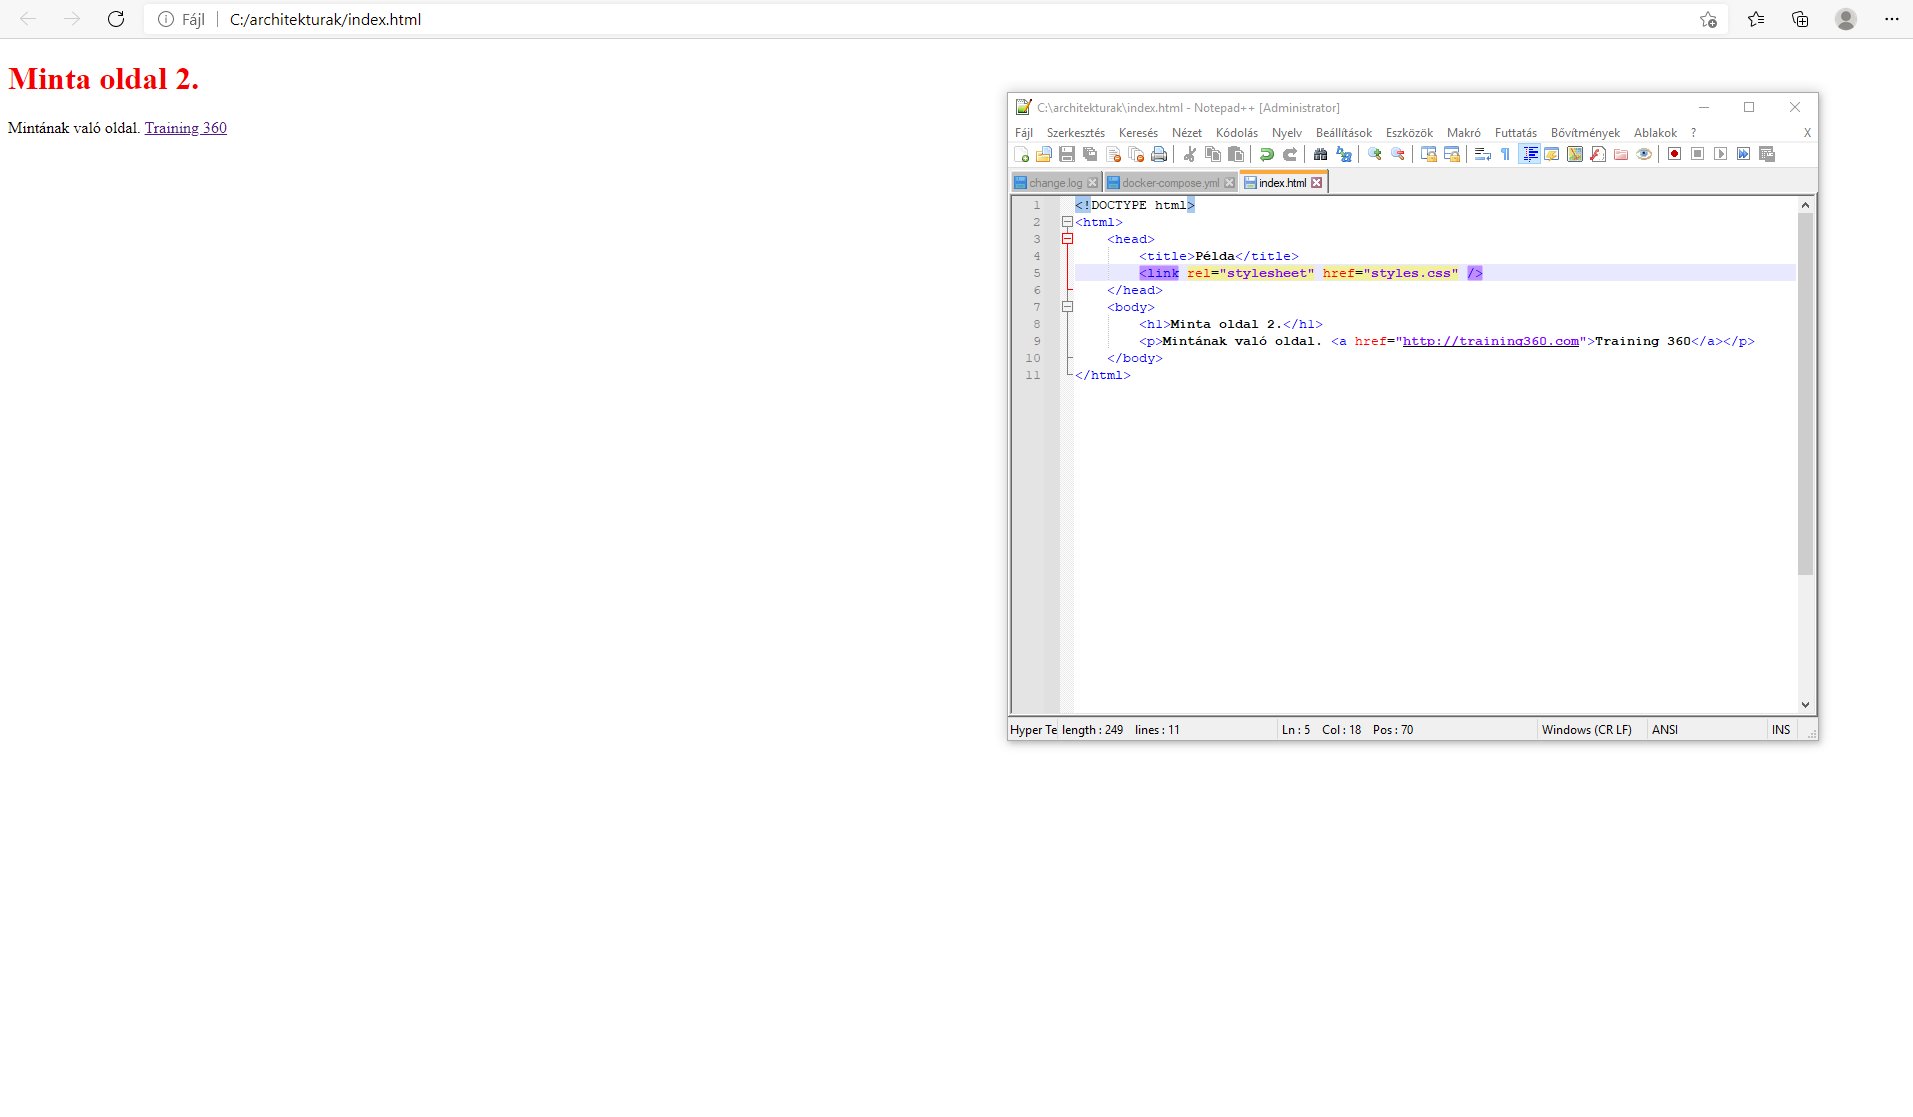 Fájl C:/architekturak/index.html
Minta oldal 2.
Mintának való oldal. Training 360
C:\architekturak\index.html - Notepad++ [Administrator]
Fájl Szerkesztés Keresés Nézet Kódolás Nyelv Beállítások Eszközök Makró Futtatás Bővítmények Ablakok ? X
change.log docker-compose.yml index.html
1 <!DOCTYPE html>
2 <html>
3 <head>
4 <title>Példa</title>
5 <link rel="stylesheet" href="styles.css" />
6 </head>
7 <body>
8 <h1>Minta oldal 2.</h1>
9 <p>Mintának való oldal. <a href="http://training360.com">Training 360</a></p>
10 </body>
11 </html>
Hyper Te length : 249 lines : 11 Ln : 5 Col : 18 Pos : 70 Windows (CR LF) ANSI INS